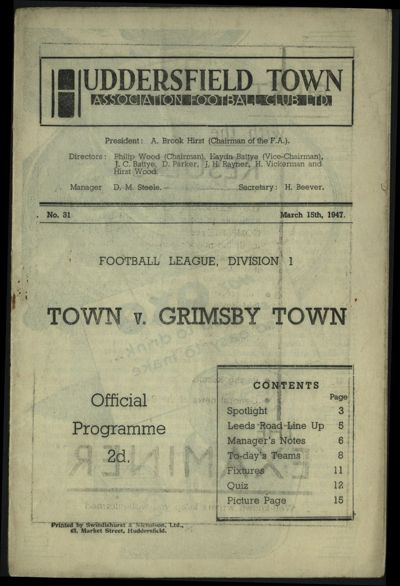 HUDDERSFIELD TOWN
ASSOCIATION FOOTBALL CLUB LTD.
President: A. Brook Hirst (Chairman of the F.A.).
Directors: Philip Wood (Chairman), Haydn Battye (Vice-Chairman),
J. C. Battye, D. Parker, J. H. Rayner, H. Vickerman and
Hirst Wood.
Manager D. M. Steele. Secretary: H. Beever.
No. 31 March 15th, 1947.
FOOTBALL LEAGUE, DIVISION 1
TOWN v. GRIMSBY TOWN
Official
Programme
2d.
CONTENTS
Page
Spotlight 3
Leeds Road Line Up 5
Manager's Notes 6
To-day's Teams 8
Fixtures 11
Quiz 12
Picture Page 15
Printed by Swindlehurst & Nicholson, Ltd.,
Market Street, Huddersfield.